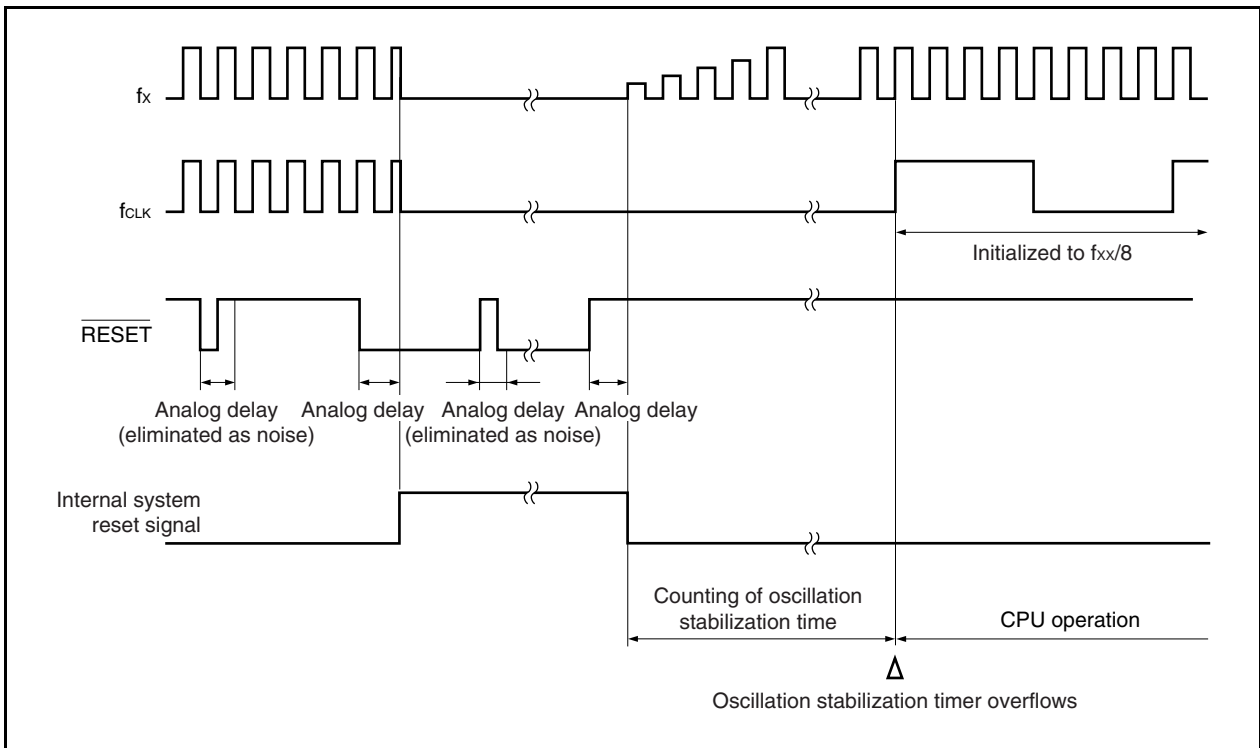 fX
fCLK
Initialized to fXX/8
RESET
Analog delay
(eliminated as noise)
Analog delay
Analog delay
(eliminated as noise)
Analog delay
Internal system
reset signal
Counting of oscillation
stabilization time
CPU operation
Oscillation stabilization timer overflows